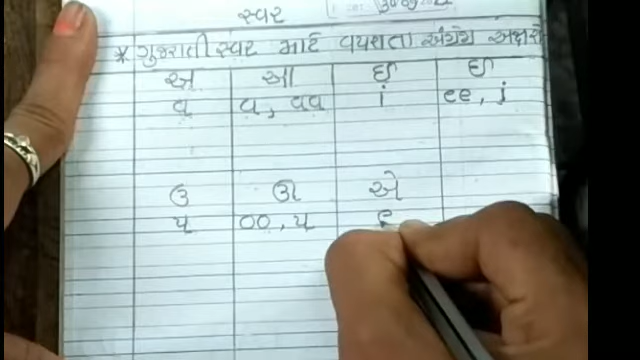 સ્વર
* ગુજરાતી સ્વર માટે વપરાતા અંગ્રેજી અક્ષરો
અ આ ઇ ઈ
a a, aa i ee, i
ઉ ઊ એ
u oo, u e